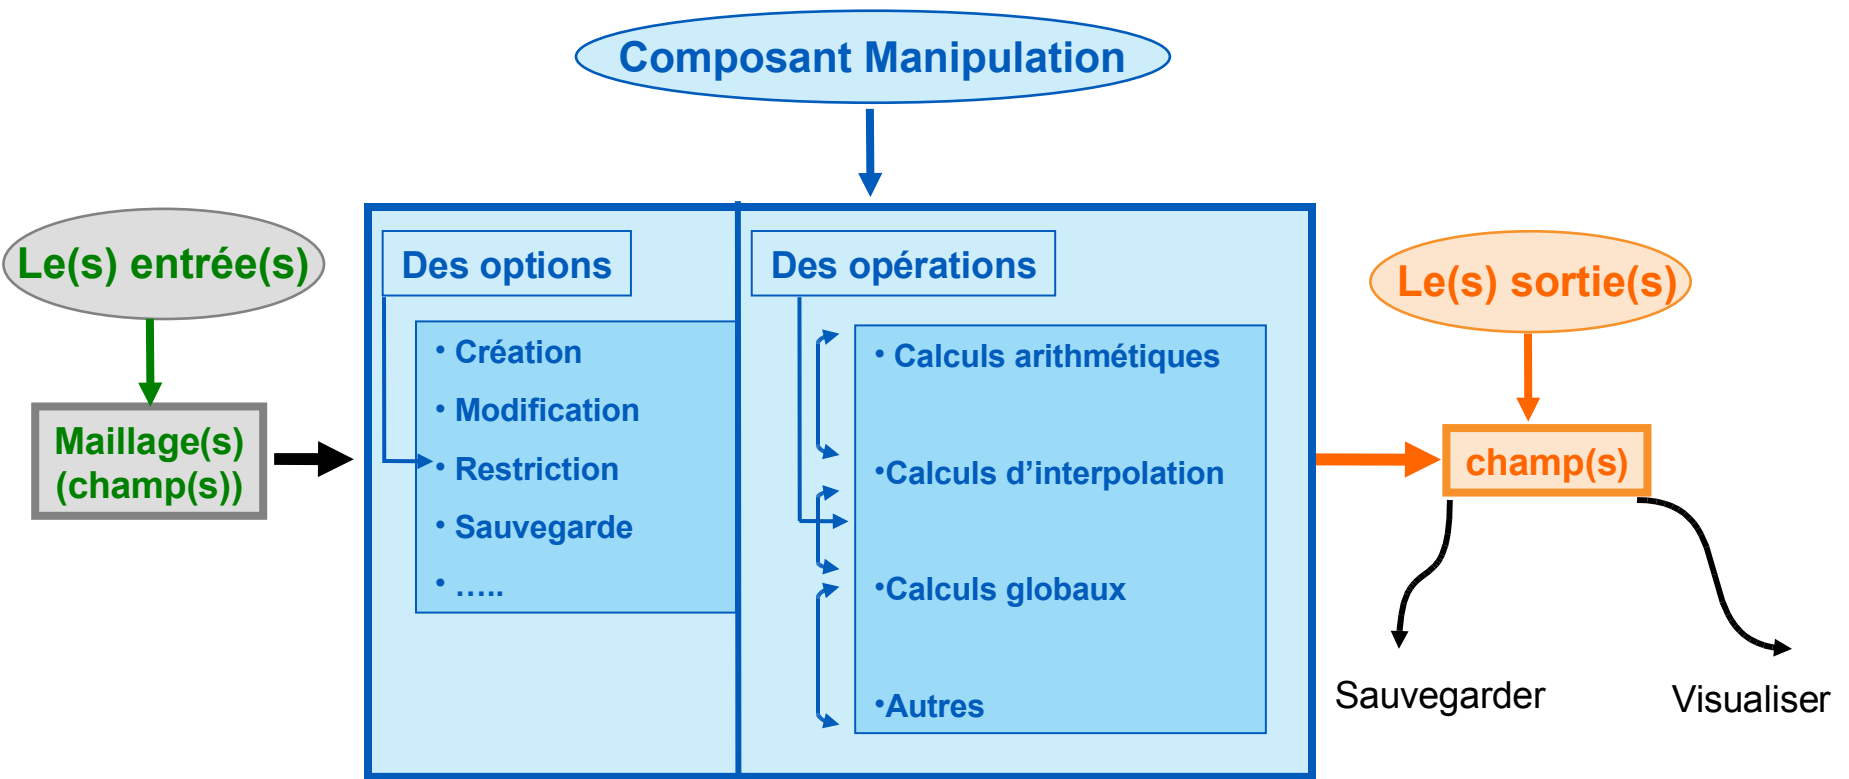 Composant Manipulation
Le(s) entrée(s)
Maillage(s)
(champ(s))
Des options
• Création
• Modification
• Restriction
• Sauvegarde
• …..
Des opérations
• Calculs arithmétiques
•Calculs d’interpolation
•Calculs globaux
•Autres
Le(s) sortie(s)
champ(s)
Sauvegarder
Visualiser